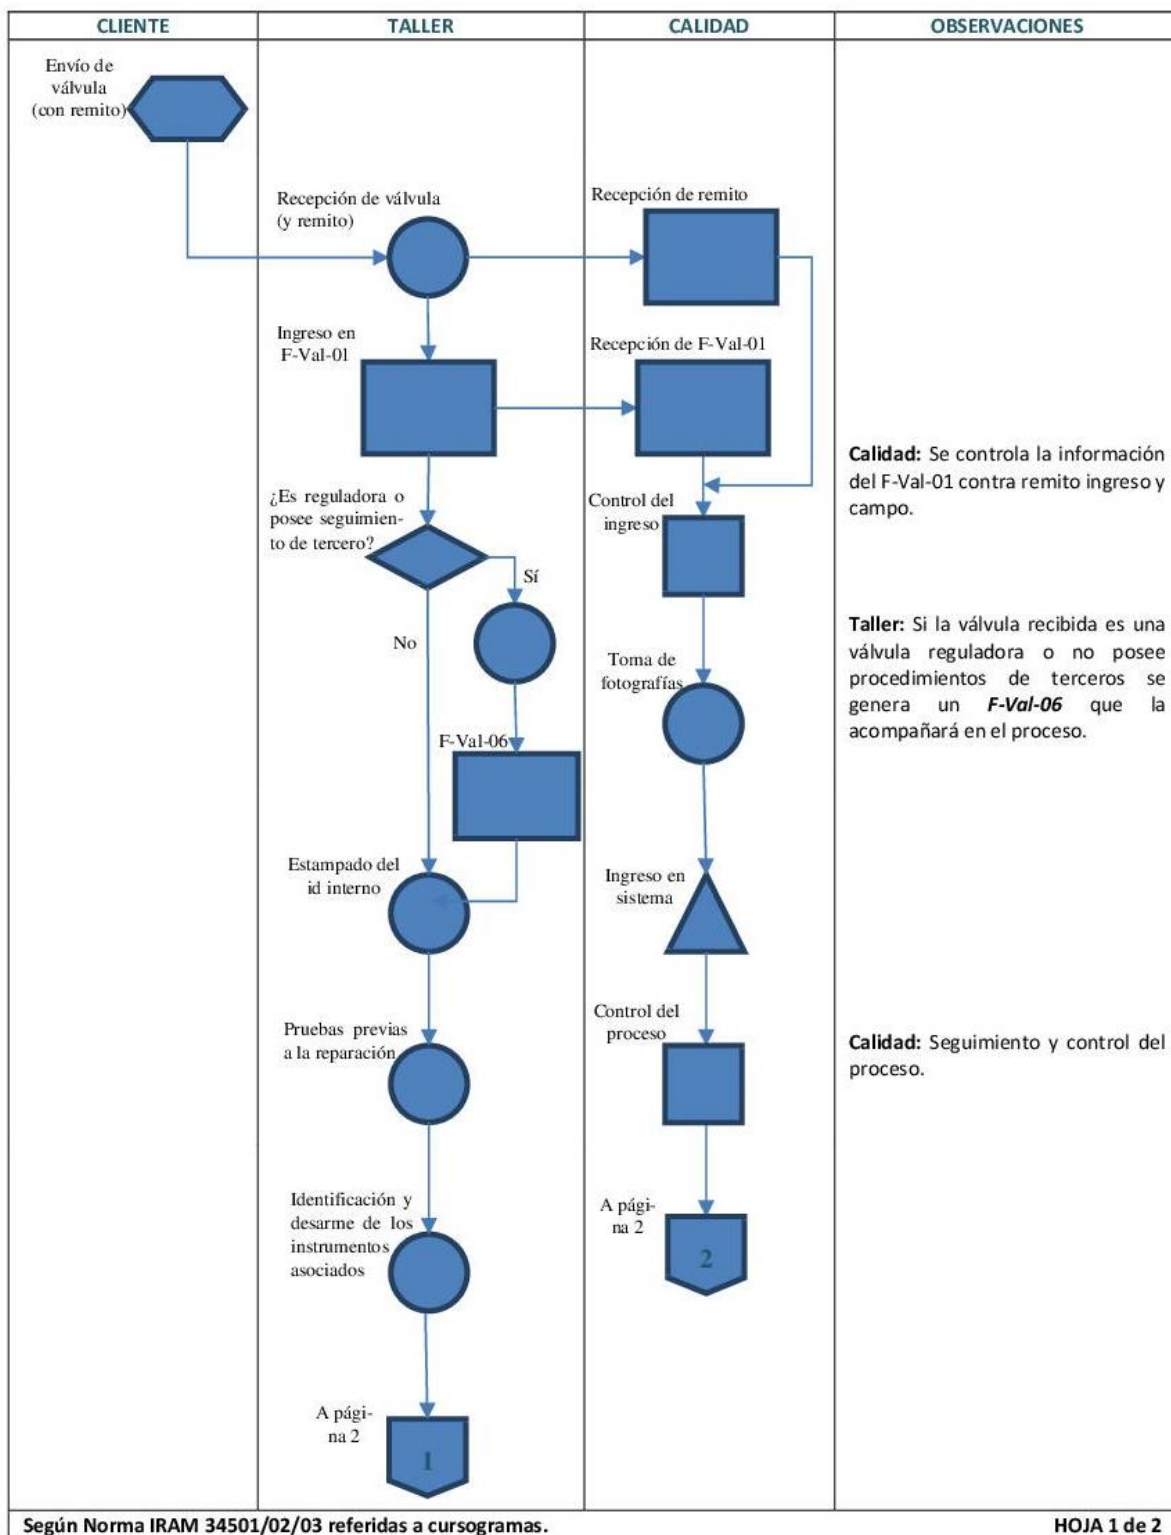 CLIENTE
TALLER
CALIDAD
OBSERVACIONES
Envío de
válvula
(con remito)
Recepción de válvula
(y remito)
Recepción de remito
Ingreso en
F-Val-01
Recepción de F-Val-01
¿Es reguladora o
posee seguimien-
to de tercero?
Sí
No
Control del
ingreso
Calidad: Se controla la información
del F-Val-01 contra remito ingreso y
campo.
Toma de
fotografías
Taller: Si la válvula recibida es una
válvula reguladora o no posee
procedimientos de terceros se
genera un F-Val-06 que la
acompañará en el proceso.
F-Val-06
Estampado del
id interno
Ingreso en
sistema
Pruebas previas
a la reparación
Control del
proceso
Calidad: Seguimiento y control del
proceso.
Identificación y
desarme de los
instrumentos
asociados
A pági-
na 2
2
A pági-
na 2
1
Según Norma IRAM 34501/02/03 referidas a cursogramas.
HOJA 1 de 2